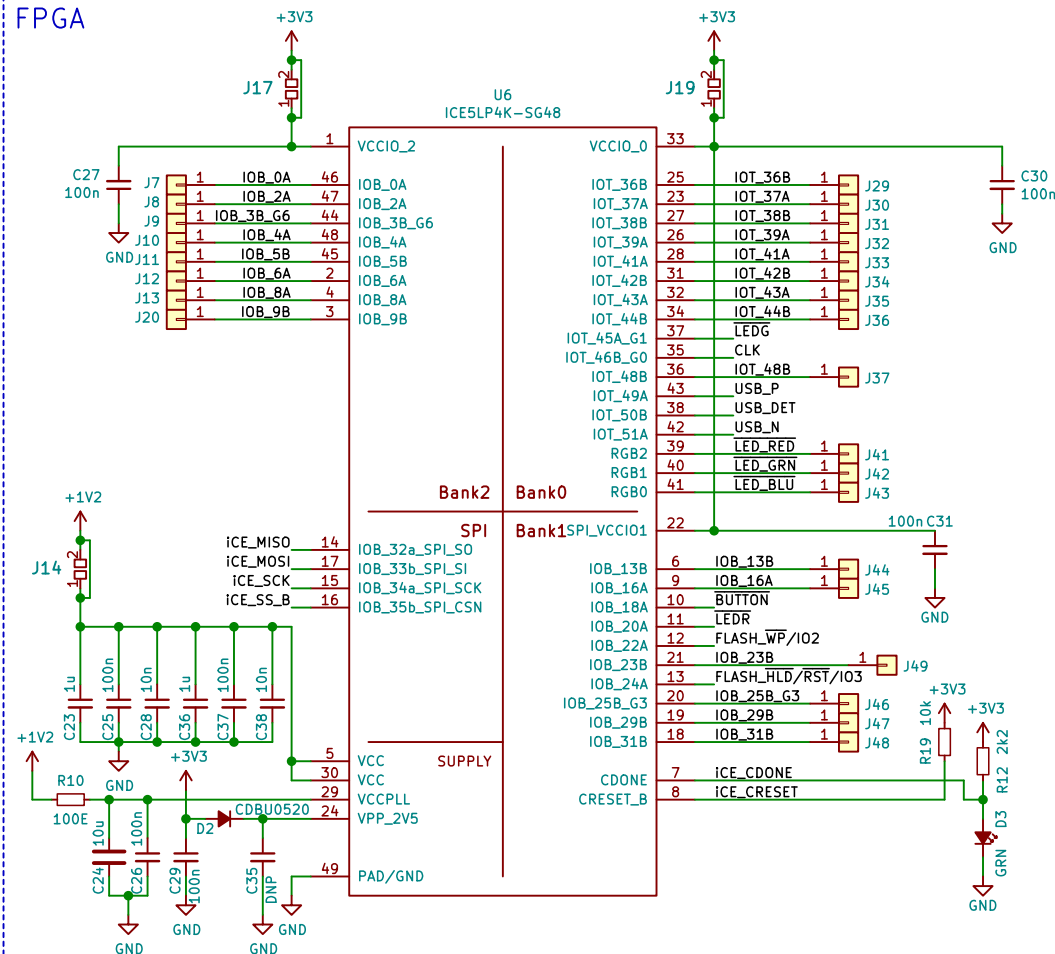 FPGA
+3V3
+3V3
J17
2
1
J19
2
1
U6
ICE5LP4K-SG48
1 VCCIO_2
VCCIO_0 33
C27
100n
GND
C30
100n
GND
J7 1 IOB_0A 46 IOB_0A
J8 1 IOB_2A 47 IOB_2A
J9 1 IOB_3B_G6 44 IOB_3B_G6
J10 1 IOB_4A 48 IOB_4A
J11 1 IOB_5B 45 IOB_5B
J12 1 IOB_6A 2 IOB_6A
J13 1 IOB_8A 4 IOB_8A
J20 1 IOB_9B 3 IOB_9B
IOT_36B 25 IOT_36B 1 J29
IOT_37A 23 IOT_37A 1 J30
IOT_38B 27 IOT_38B 1 J31
IOT_39A 26 IOT_39A 1 J32
IOT_41A 28 IOT_41A 1 J33
IOT_42B 31 IOT_42B 1 J34
IOT_43A 32 IOT_43A 1 J35
IOT_44B 34 IOT_44B 1 J36
IOT_45A_G1 37 LEDG
IOT_46B_G0 35 CLK
IOT_48B 36 IOT_48B 1 J37
IOT_49A 43 USB_P
IOT_50B 38 USB_DET
IOT_51A 42 USB_N
RGB2 39 LED_RED 1 J41
RGB1 40 LED_GRN 1 J42
RGB0 41 LED_BLU 1 J43
Bank2 Bank0
SPI Bank1
SPI_VCCIO1 22
100n C31
GND
+1V2
J14
2
1
iCE_MISO 14 IOB_32a_SPI_SO
iCE_MOSI 17 IOB_33b_SPI_SI
iCE_SCK 15 IOB_34a_SPI_SCK
iCE_SS_B 16 IOB_35b_SPI_CSN
IOB_13B 6 IOB_13B 1 J44
IOB_16A 9 IOB_16A 1 J45
IOB_18A 10 BUTTON
IOB_20A 11 LEDR
IOB_22A 12 FLASH_WP/IO2
IOB_23B 21 IOB_23B 1 J49
IOB_24A 13 FLASH_HLD/RST/IO3
IOB_25B_G3 20 IOB_25B_G3 1 J46
IOB_29B 19 IOB_29B 1 J47
IOB_31B 18 IOB_31B 1 J48
C23 1u
C25 100n
C28 10n
C36 1u
C37 100n
C38 10n
GND
SUPPLY
5 VCC
30 VCC
29 VCCPLL
24 VPP_2V5
49 PAD/GND
CDONE 7 iCE_CDONE
CRESET_B 8 iCE_CRESET
+3V3
R19 10k
+3V3
R12 2k2
D3
GRN
GND
+1V2
R10
100E
+3V3
D2
CDBU0520
C24 10u
C26 100n
C29 100n
C35 DNP
GND
GND
GND
GND